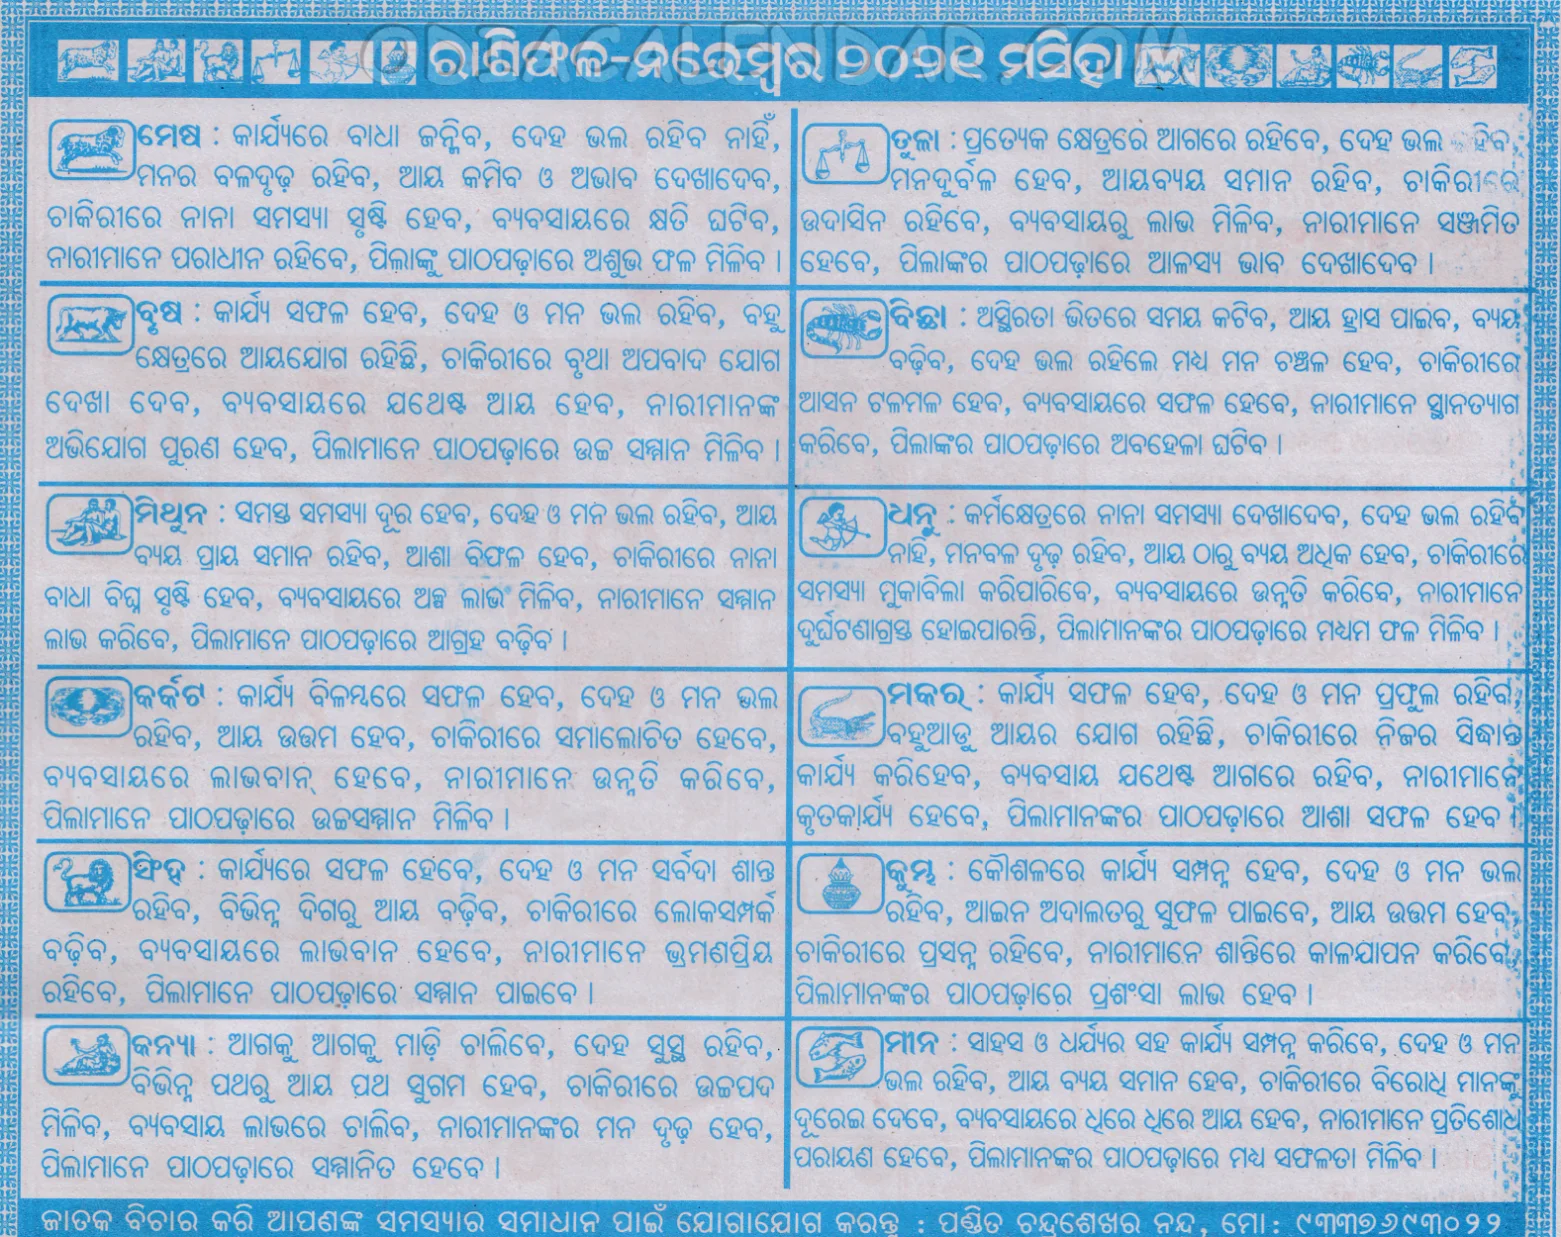 ରାଶିଫଳ-ନଭେମ୍ବର ୨୦୨୧ ମସିହା
ODIACALENDAR.COM
ମେଷ : କାର୍ଯ୍ୟରେ ବାଧା ଜନ୍ମିବ, ଦେହ ଭଲ ରହିବ ନାହିଁ,
ମନର ବଳଦୃଢ଼ ରହିବ, ଆୟ କମିବ ଓ ଅଭାବ ଦେଖାଦେବ,
ଚାକିରୀରେ ନାନା ସମସ୍ୟା ସୃଷ୍ଟି ହେବ, ବ୍ୟବସାୟରେ କ୍ଷତି ଘଟିବ,
ନାରୀମାନେ ପରାଧୀନ ରହିବେ, ପିଲାଙ୍କୁ ପାଠପଢ଼ାରେ ଅଶୁଭ ଫଳ ମିଳିବ ।
ବୃଷ : କାର୍ଯ୍ୟ ସଫଳ ହେବ, ଦେହ ଓ ମନ ଭଲ ରହିବ, ବହୁ
କ୍ଷେତ୍ରରେ ଆୟଯୋଗ ରହିଛି, ଚାକିରୀରେ ବୃଥା ଅପବାଦ ଯୋଗ
ଦେଖା ଦେବ, ବ୍ୟବସାୟରେ ଯଥେଷ୍ଟ ଆୟ ହେବ, ନାରୀମାନଙ୍କ
ଅଭିଯୋଗ ପୁରଣ ହେବ, ପିଲାମାନେ ପାଠପଢ଼ାରେ ଉଚ୍ଚ ସମ୍ମାନ ମିଳିବ ।
ମିଥୁନ : ସମସ୍ତ ସମସ୍ୟା ଦୂର ହେବ, ଦେହ ଓ ମନ ଭଲ ରହିବ, ଆୟ
ବ୍ୟୟ ପ୍ରାୟ ସମାନ ରହିବ, ଆଶା ବିଫଳ ହେବ, ଚାକିରୀରେ ନାନା
ବାଧା ବିଘ୍ନ ସୃଷ୍ଟି ହେବ, ବ୍ୟବସାୟରେ ଅଳ୍ପ ଲାଭ ମିଳିବ, ନାରୀମାନେ ସମ୍ମାନ
ଲାଭ କରିବେ, ପିଲାମାନେ ପାଠପଢ଼ାରେ ଆଗ୍ରହ ବଢ଼ିବ ।
କର୍କଟ : କାର୍ଯ୍ୟ ବିଳମ୍ବରେ ସଫଳ ହେବ, ଦେହ ଓ ମନ ଭଲ
ରହିବ, ଆୟ ଉତ୍ତମ ହେବ, ଚାକିରୀରେ ସମାଲୋଚିତ ହେବେ,
ବ୍ୟବସାୟରେ ଲାଭବାନ୍ ହେବେ, ନାରୀମାନେ ଉନ୍ନତି କରିବେ,
ପିଲାମାନେ ପାଠପଢ଼ାରେ ଉଚ୍ଚସମ୍ମାନ ମିଳିବ ।
ସିଂହ : କାର୍ଯ୍ୟରେ ସଫଳ ହେବେ, ଦେହ ଓ ମନ ସର୍ବଦା ଶାନ୍ତ
ରହିବ, ବିଭିନ୍ନ ଦିଗରୁ ଆୟ ବଢ଼ିବ, ଚାକିରୀରେ ଲୋକସମ୍ପର୍କ
ବଢ଼ିବ, ବ୍ୟବସାୟରେ ଲାଭବାନ ହେବେ, ନାରୀମାନେ ଭ୍ରମଣପ୍ରିୟ
ରହିବେ, ପିଲାମାନେ ପାଠପଢ଼ାରେ ସମ୍ମାନ ପାଇବେ ।
କନ୍ୟା : ଆଗକୁ ଆଗକୁ ମାଡ଼ି ଚାଲିବେ, ଦେହ ସୁସ୍ଥ ରହିବ,
ବିଭିନ୍ନ ପଥରୁ ଆୟ ପଥ ସୁଗମ ହେବ, ଚାକିରୀରେ ଉଚ୍ଚପଦ
ମିଳିବ, ବ୍ୟବସାୟ ଲାଭରେ ଚାଲିବ, ନାରୀମାନଙ୍କର ମନ ଦୃଢ଼ ହେବ,
ପିଲାମାନେ ପାଠପଢ଼ାରେ ସମ୍ମାନିତ ହେବେ ।
ତୁଳା : ପ୍ରତ୍ୟେକ କ୍ଷେତ୍ରରେ ଆଗରେ ରହିବେ, ଦେହ ଭଲ ରହିବ,
ମନଦୁର୍ବଳ ହେବ, ଆୟବ୍ୟୟ ସମାନ ରହିବ, ଚାକିରୀରେ
ଉଦାସିନ ରହିବେ, ବ୍ୟବସାୟରୁ ଲାଭ ମିଳିବ, ନାରୀମାନେ ସଞ୍ଜମିତ
ହେବେ, ପିଲାଙ୍କର ପାଠପଢ଼ାରେ ଆଳସ୍ୟ ଭାବ ଦେଖାଦେବ ।
ବିଛା : ଅସ୍ଥିରତା ଭିତରେ ସମୟ କଟିବ, ଆୟ ହ୍ରାସ ପାଇବ, ବ୍ୟୟ
ବଢ଼ିବ, ଦେହ ଭଲ ରହିଲେ ମଧ୍ୟ ମନ ଚଞ୍ଚଳ ହେବ, ଚାକିରୀରେ
ଆସନ ଟଳମଳ ହେବ, ବ୍ୟବସାୟରେ ସଫଳ ହେବେ, ନାରୀମାନେ ସ୍ଥାନତ୍ୟାଗ
କରିବେ, ପିଲାଙ୍କର ପାଠପଢ଼ାରେ ଅବହେଳା ଘଟିବ ।
ଧନୁ : କର୍ମକ୍ଷେତ୍ରରେ ନାନା ସମସ୍ୟା ଦେଖାଦେବ, ଦେହ ଭଲ ରହିବ
ନାହି, ମନବଳ ଦୃଢ଼ ରହିବ, ଆୟ ଠାରୁ ବ୍ୟୟ ଅଧିକ ହେବ, ଚାକିରୀରେ
ସମସ୍ୟା ମୁକାବିଲା କରିପାରିବେ, ବ୍ୟବସାୟରେ ଉନ୍ନତି କରିବେ, ନାରୀମାନେ
ଦୁର୍ଘଟଣାଗ୍ରସ୍ତ ହୋଇପାରନ୍ତି, ପିଲାମାନଙ୍କର ପାଠପଢ଼ାରେ ମଧ୍ୟମ ଫଳ ମିଳିବ ।
ମକର : କାର୍ଯ୍ୟ ସଫଳ ହେବ, ଦେହ ଓ ମନ ପ୍ରଫୁଲ ରହିବ,
ବହୁଆଡୁ ଆୟର ଯୋଗ ରହିଛି, ଚାକିରୀରେ ନିଜର ସିଦ୍ଧାନ୍ତ
କାର୍ଯ୍ୟ କରିହେବ, ବ୍ୟବସାୟ ଯଥେଷ୍ଟ ଆଗରେ ରହିବ, ନାରୀମାନେ
କୃତକାର୍ଯ୍ୟ ହେବେ, ପିଲାମାନଙ୍କର ପାଠପଢ଼ାରେ ଆଶା ସଫଳ ହେବ ।
କୁମ୍ଭ : କୌଶଳରେ କାର୍ଯ୍ୟ ସମ୍ପନ୍ନ ହେବ, ଦେହ ଓ ମନ ଭଲ
ରହିବ, ଆଇନ ଅଦାଲତରୁ ସୁଫଳ ପାଇବେ, ଆୟ ଉତ୍ତମ ହେବ,
ଚାକିରୀରେ ପ୍ରସନ୍ନ ରହିବେ, ନାରୀମାନେ ଶାନ୍ତିରେ କାଳଯାପନ କରିବେ,
ପିଲାମାନଙ୍କର ପାଠପଢ଼ାରେ ପ୍ରଶଂସା ଲାଭ ହେବ ।
ମୀନ : ସାହସ ଓ ଧର୍ଯ୍ୟର ସହ କାର୍ଯ୍ୟ ସମ୍ପନ୍ନ କରିବେ, ଦେହ ଓ ମନ
ଭଲ ରହିବ, ଆୟ ବ୍ୟୟ ସମାନ ହେବ, ଚାକିରୀରେ ବିରୋଧି ମାନଙ୍କୁ
ଦୂରେଇ ଦେବେ, ବ୍ୟବସାୟରେ ଧିରେ ଧିରେ ଆୟ ହେବ, ନାରୀମାନେ ପ୍ରତିଶୋଧ
ପରାୟଣ ହେବେ, ପିଲାମାନଙ୍କର ପାଠପଢ଼ାରେ ମଧ୍ୟ ସଫଳତା ମିଳିବ ।
ଜାତକ ବିଚାର କରି ଆପଣଙ୍କ ସମସ୍ୟାର ସମାଧାନ ପାଇଁ ଯୋଗାଯୋଗ କରନ୍ତୁ : ପଣ୍ଡିତ ଚନ୍ଦ୍ରଶେଖର ନନ୍ଦ, ମୋ: ୯୩୩୭୬୯୩୦୨୨